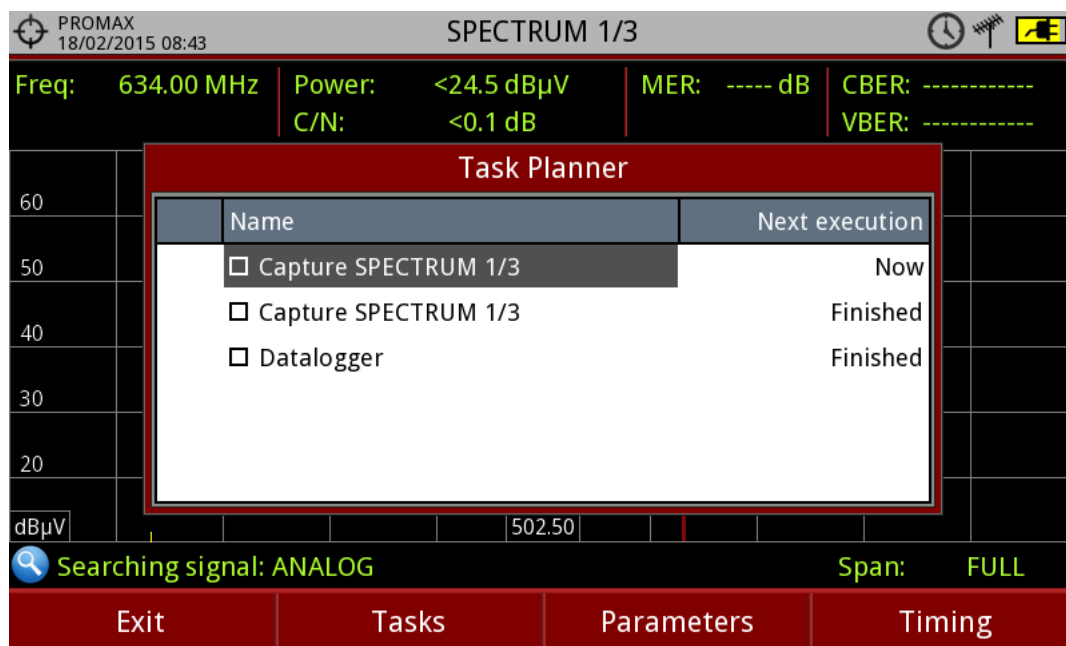 PROMAX
18/02/2015 08:43
SPECTRUM 1/3
Freq: 634.00 MHz Power: <24.5 dBµV MER: ----- dB CBER: ------------
C/N: <0.1 dB VBER: ------------
Task Planner
Name Next execution
Capture SPECTRUM 1/3 Now
Capture SPECTRUM 1/3 Finished
Datalogger Finished
60
50
40
30
20
dBµV 502.50
Searching signal: ANALOG Span: FULL
Exit Tasks Parameters Timing